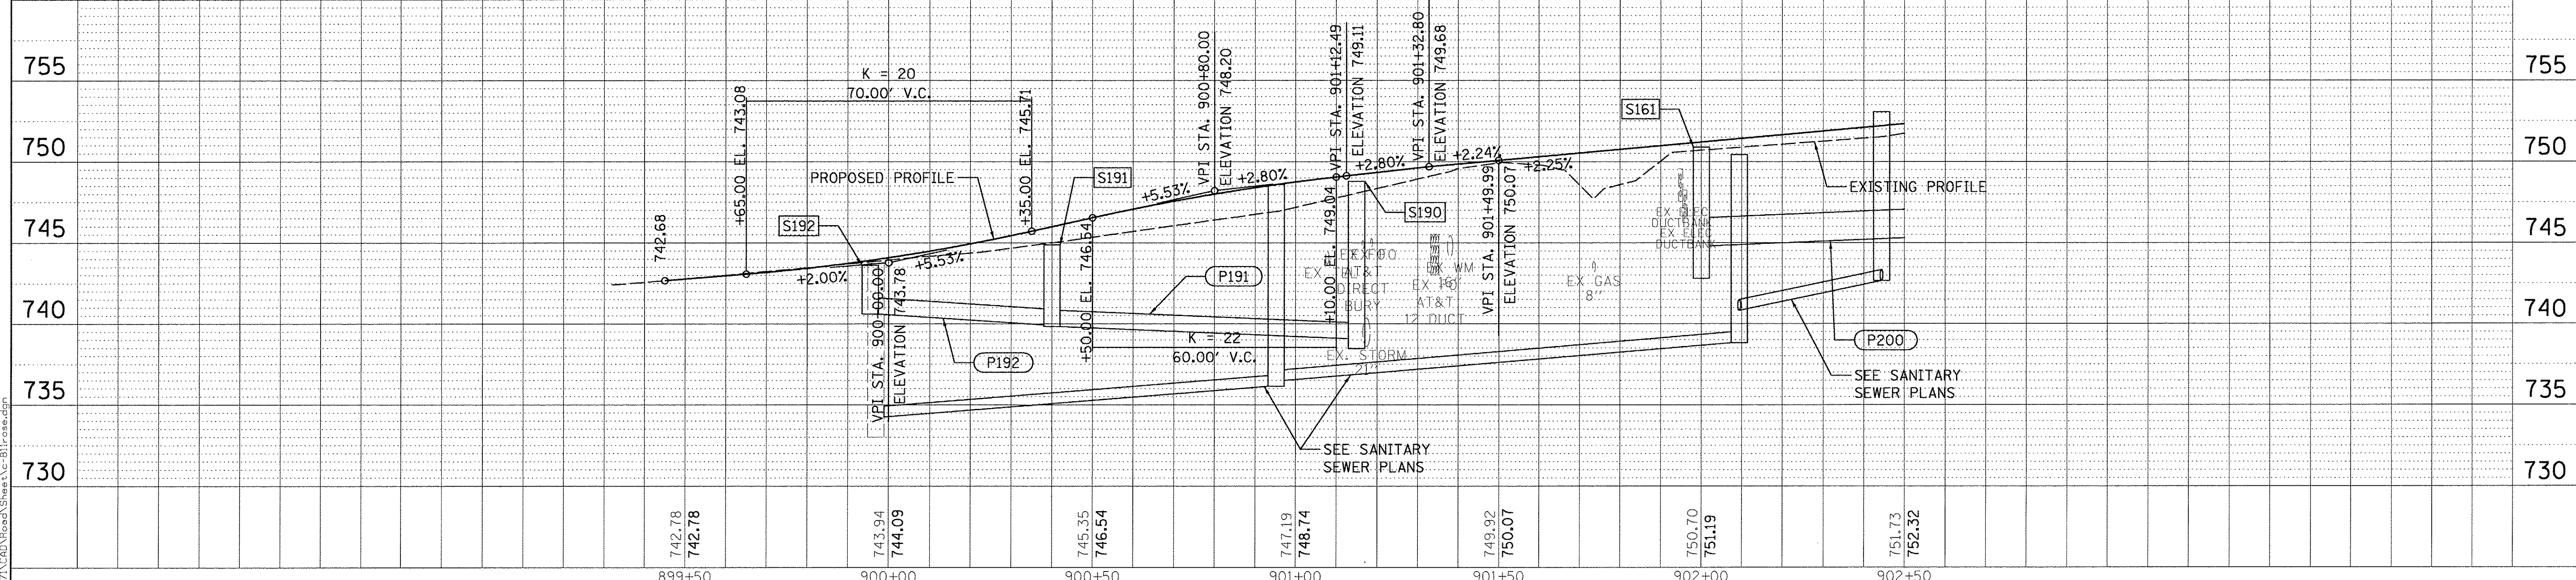 755
750
745
740
735
730
755
750
745
740
735
730
742.68
+65.00 EL. 743.08
K = 20
70.00' V.C.
+35.00 EL. 745.71
PROPOSED PROFILE
S192
+2.00%
VPI STA. 900+00.00
ELEVATION 743.78
+5.53%
S191
+50.00 EL. 746.54
+5.53%
VPI STA. 900+80.00
ELEVATION 748.20
+2.80%
P191
P192
K = 22
60.00' V.C.
+10.00 EL. 749.04
VPI STA. 901+12.49
ELEVATION 749.11
+2.80%
S190
VPI STA. 901+32.80
ELEVATION 749.68
+2.24%
VPI STA. 901+49.99
ELEVATION 750.07
+2.25%
AT&T
DIRECT
BURY
EX WM
16"
EX FO
AT&T
12 DUCT
EX. STORM
21"
EX GAS
8"
S161
EX ELEC
DUCTBANK
EX ELEC
DUCTBANK
EXISTING PROFILE
P200
SEE SANITARY
SEWER PLANS
SEE SANITARY
SEWER PLANS
742.78
742.78
743.94
744.09
745.35
746.54
747.19
748.74
749.92
750.07
750.70
751.19
751.73
752.32
899+50
900+00
900+50
901+00
901+50
902+00
902+50
71\CAD\Road\Sheet\c-811rose.dgn